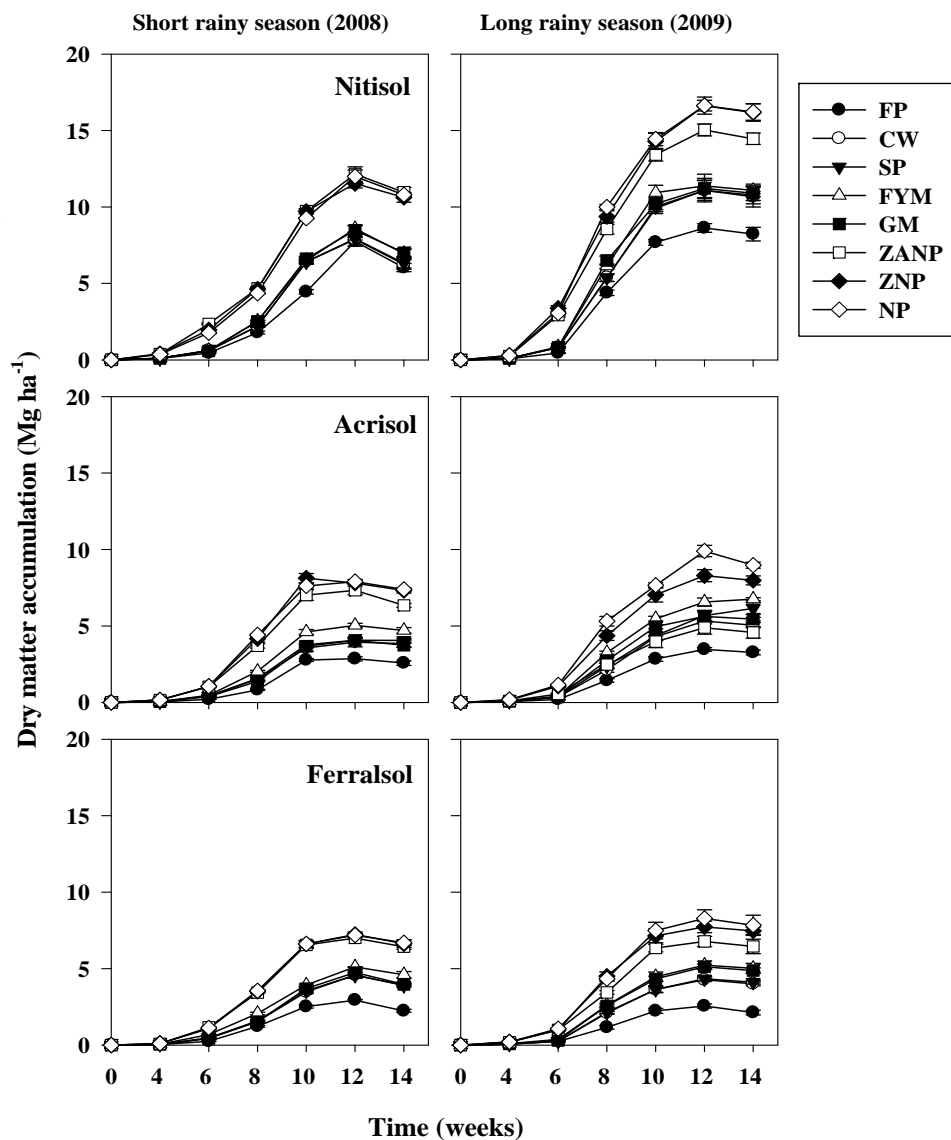 Short rainy season (2008)
Long rainy season (2009)
20
15
10
5
0
Nitisol
FP
CW
SP
FYM
GM
ZANP
ZNP
NP
Dry matter accumulation (Mg ha⁻¹)
20
15
10
5
0
Acrisol
20
15
10
5
0
Ferralsol
0 4 6 8 10 12 14
0 4 6 8 10 12 14
Time (weeks)